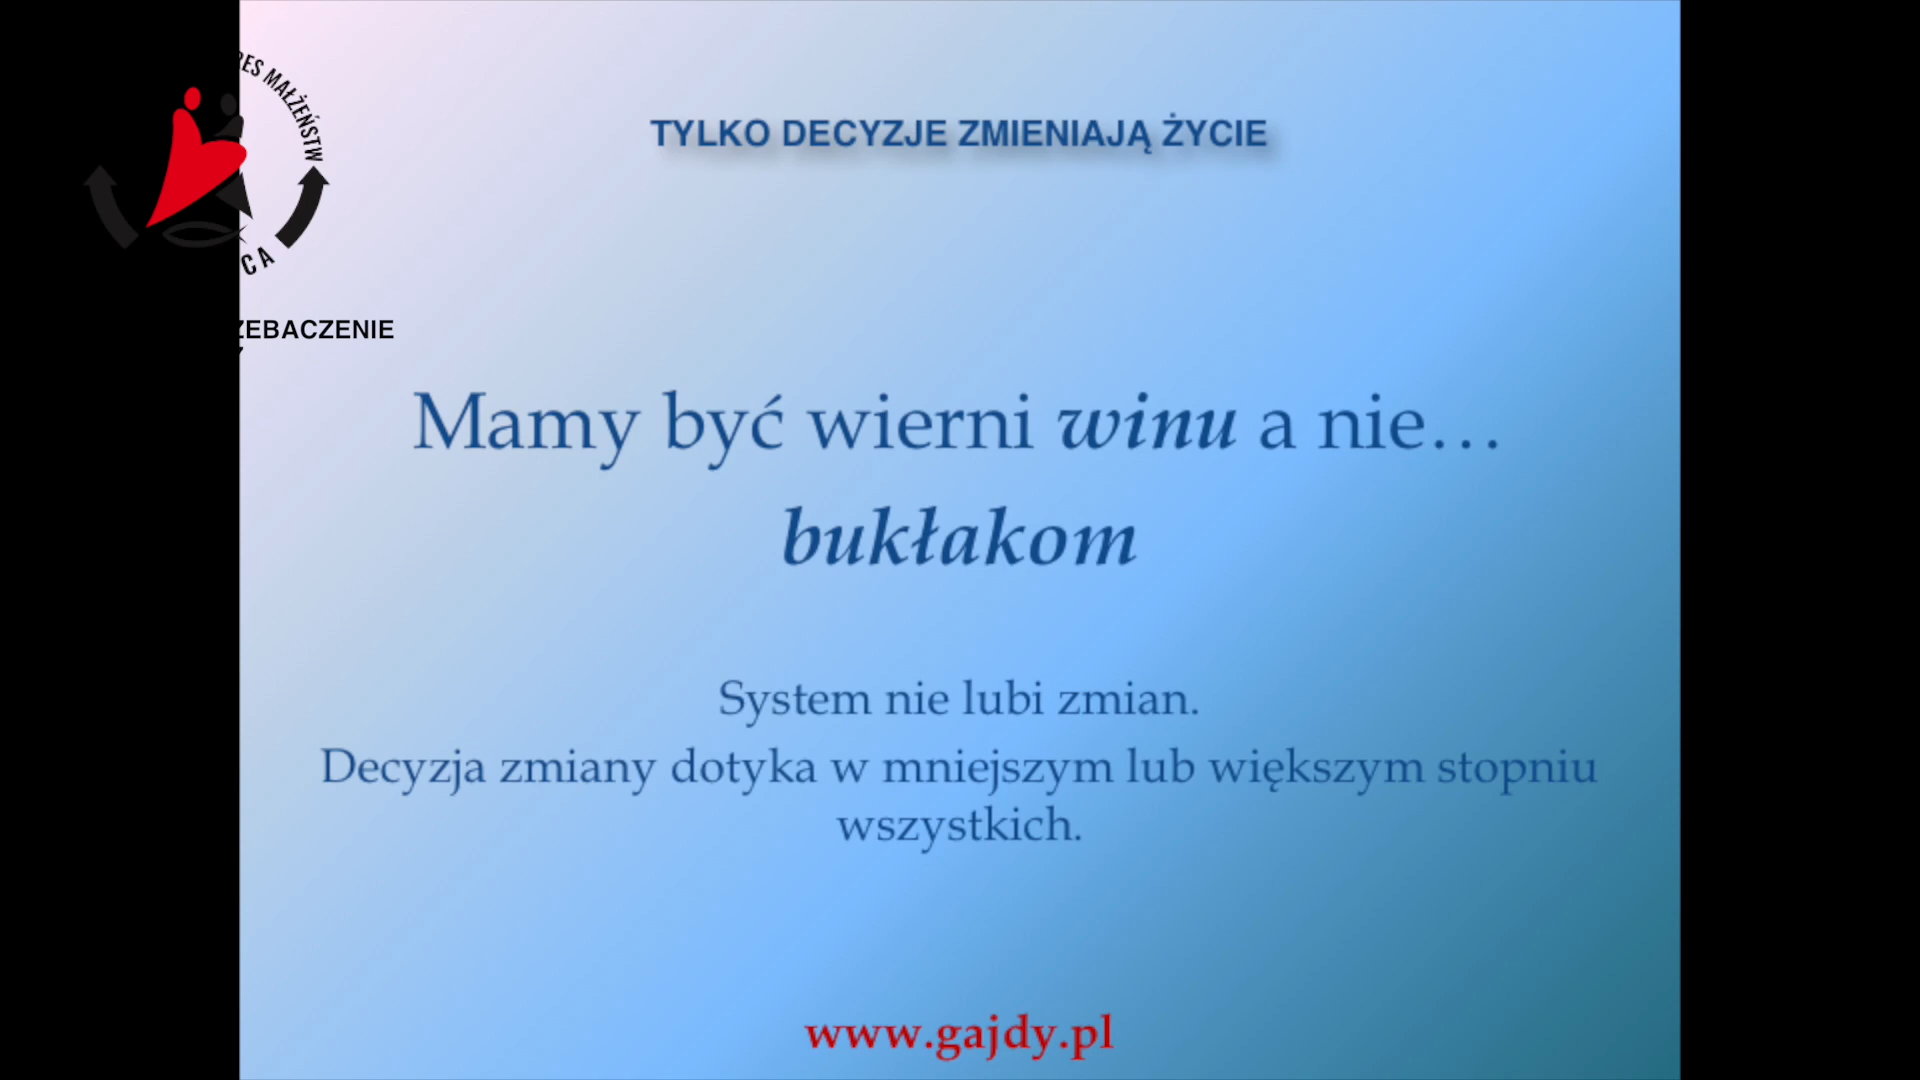 MAŁŻEŃSTW
TYLKO DECYZJE ZMIENIAJĄ ŻYCIE
Mamy być wierni winu a nie…
bukłakom
System nie lubi zmian.
Decyzja zmiany dotyka w mniejszym lub większym stopniu
wszystkich.
www.gajdy.pl